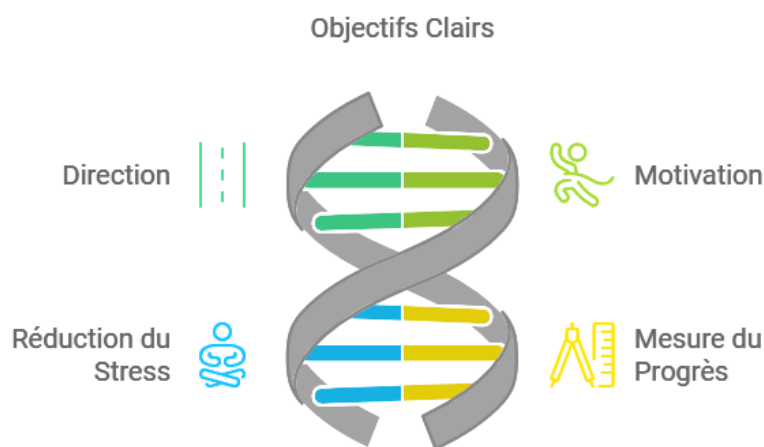 Objectifs Clairs
Direction
Motivation
Réduction du
Stress
Mesure du
Progrès